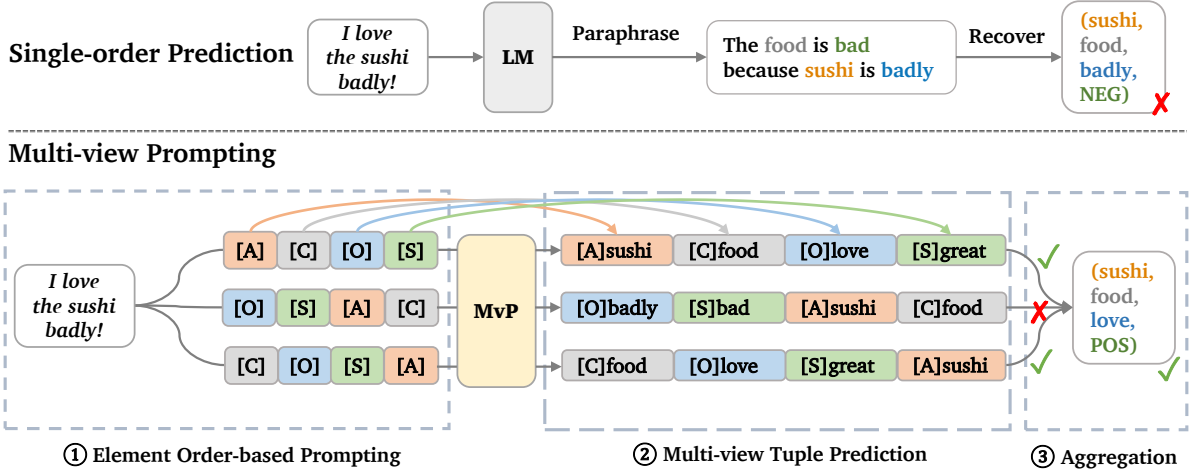 Single-order Prediction
I love
the sushi
badly!
LM
Paraphrase
The food is bad
because sushi is badly
Recover
(sushi,
food,
badly,
NEG)
Multi-view Prompting
I love
the sushi
badly!
[A] [C] [O] [S]
[O] [S] [A] [C]
[C] [O] [S] [A]
MvP
[A]sushi [C]food [O]love [S]great
[O]badly [S]bad [A]sushi [C]food
[C]food [O]love [S]great [A]sushi
(sushi,
food,
love,
POS)
① Element Order-based Prompting
② Multi-view Tuple Prediction
③ Aggregation